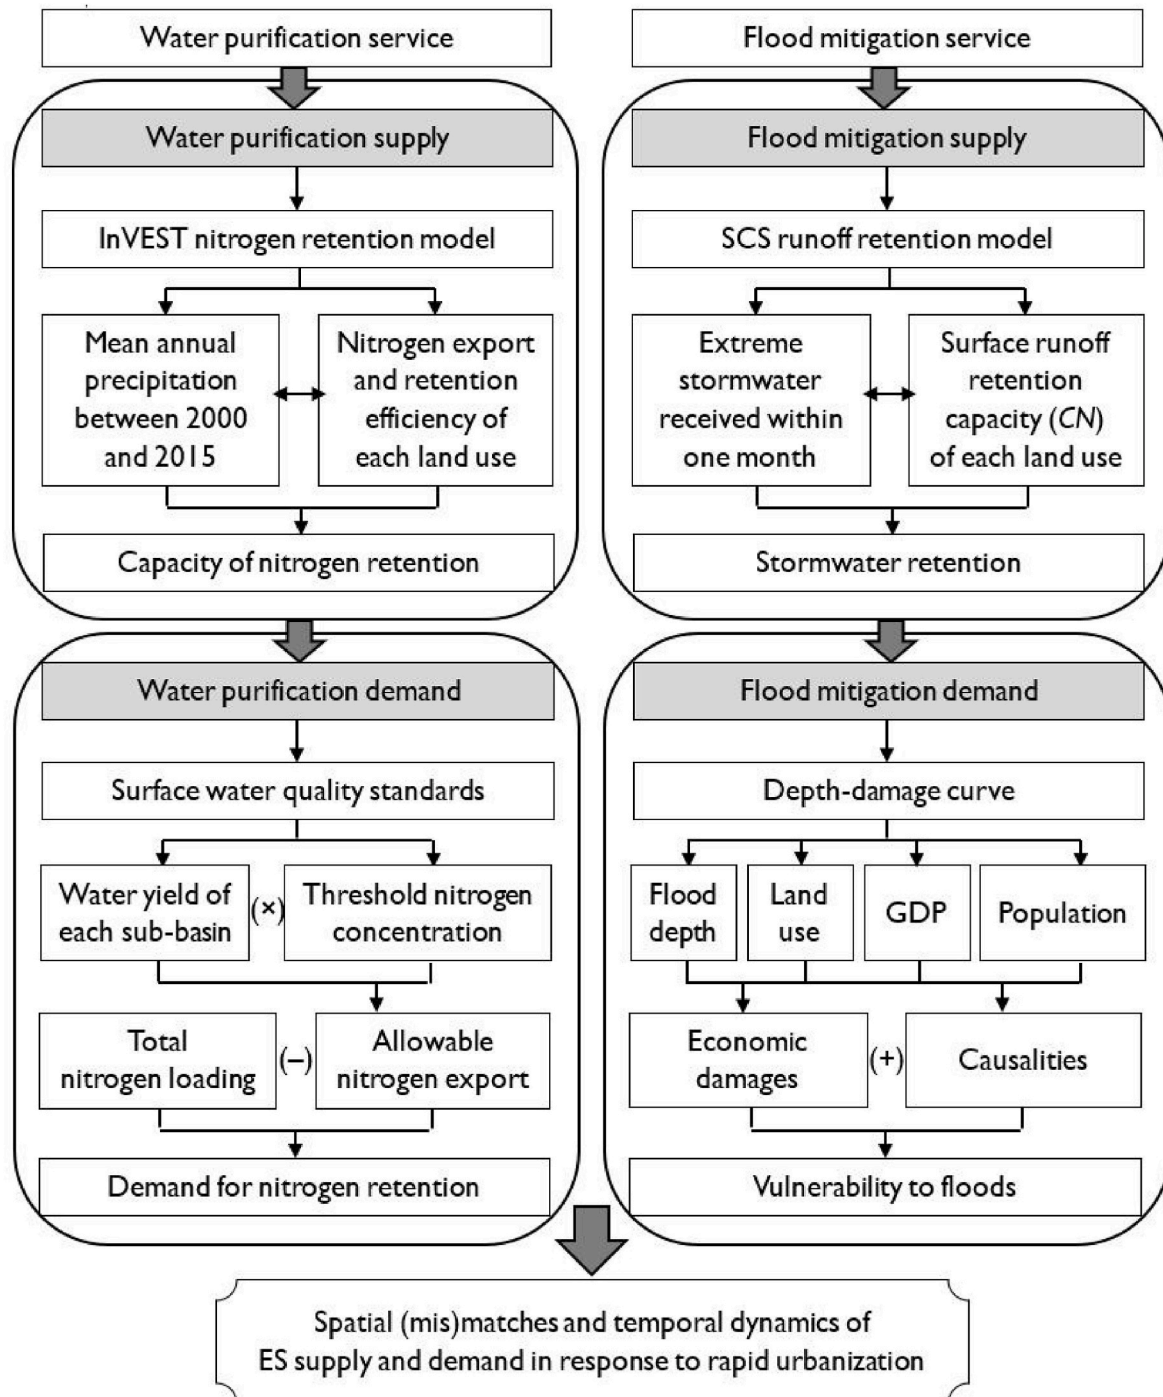 Water purification service
Flood mitigation service
Water purification supply
Flood mitigation supply
InVEST nitrogen retention model
SCS runoff retention model
Mean annual
precipitation
between 2000
and 2015
Nitrogen export
and retention
efficiency of
each land use
Extreme
stormwater
received within
one month
Surface runoff
retention
capacity (CN)
of each land use
Capacity of nitrogen retention
Stormwater retention
Water purification demand
Flood mitigation demand
Surface water quality standards
Depth-damage curve
Water yield of
each sub-basin
(×)
Threshold nitrogen
concentration
Flood
depth
Land
use
GDP
Population
Total
nitrogen loading
(–)
Allowable
nitrogen export
Economic
damages
(+)
Causalities
Demand for nitrogen retention
Vulnerability to floods
Spatial (mis)matches and temporal dynamics of
ES supply and demand in response to rapid urbanization